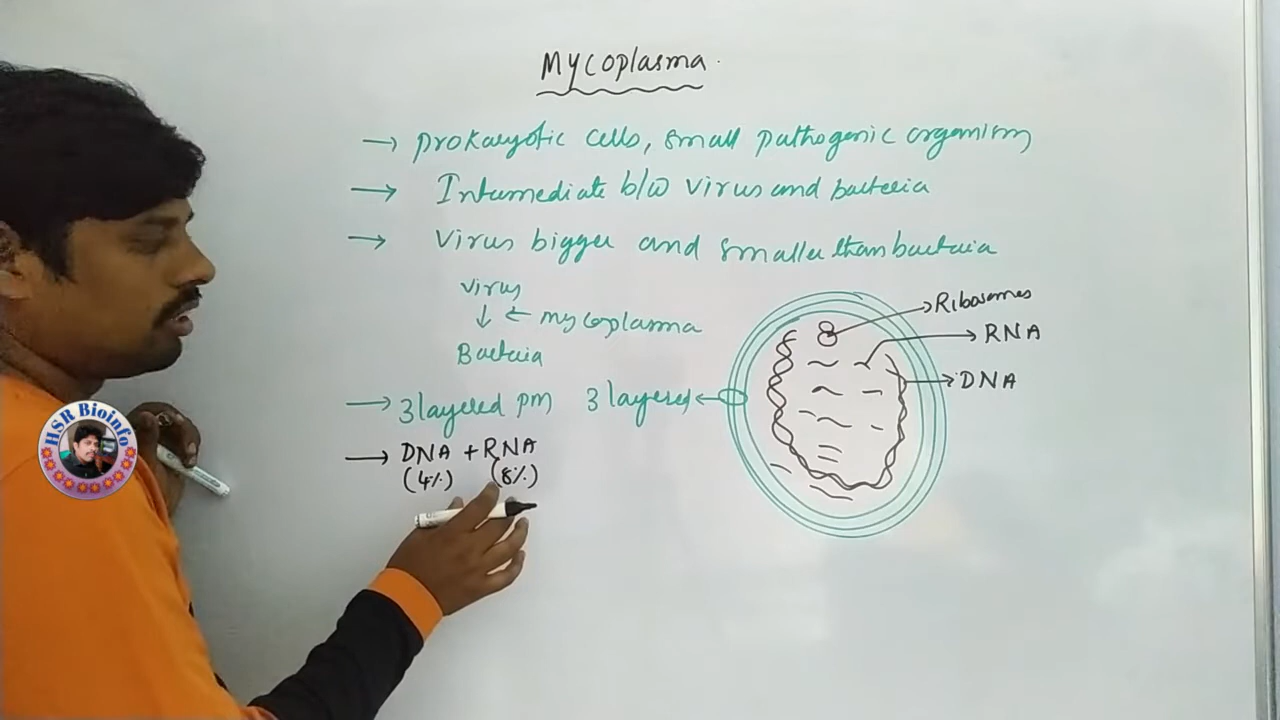 Mycoplasma
→ prokaryotic cells, small pathogenic organism
→ Intermediate b/w virus and bacteria
→ virus bigger and smaller than bacteria
virus
↓ ← mycoplasma
Bacteria
→ 3 layered pm
3 layered ←
→ Ribosomes
→ RNA
→ DNA
→ DNA + RNA
(4%) (8%)
HSR Bioinfo